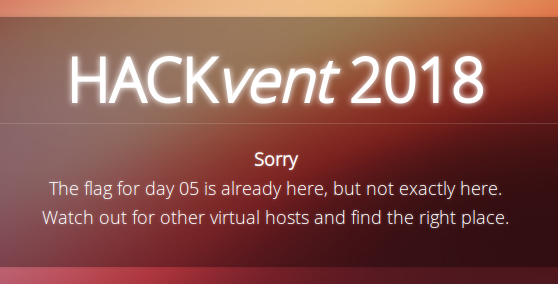 HACKvent 2018
Sorry
The flag for day 05 is already here, but not exactly here.
Watch out for other virtual hosts and find the right place.